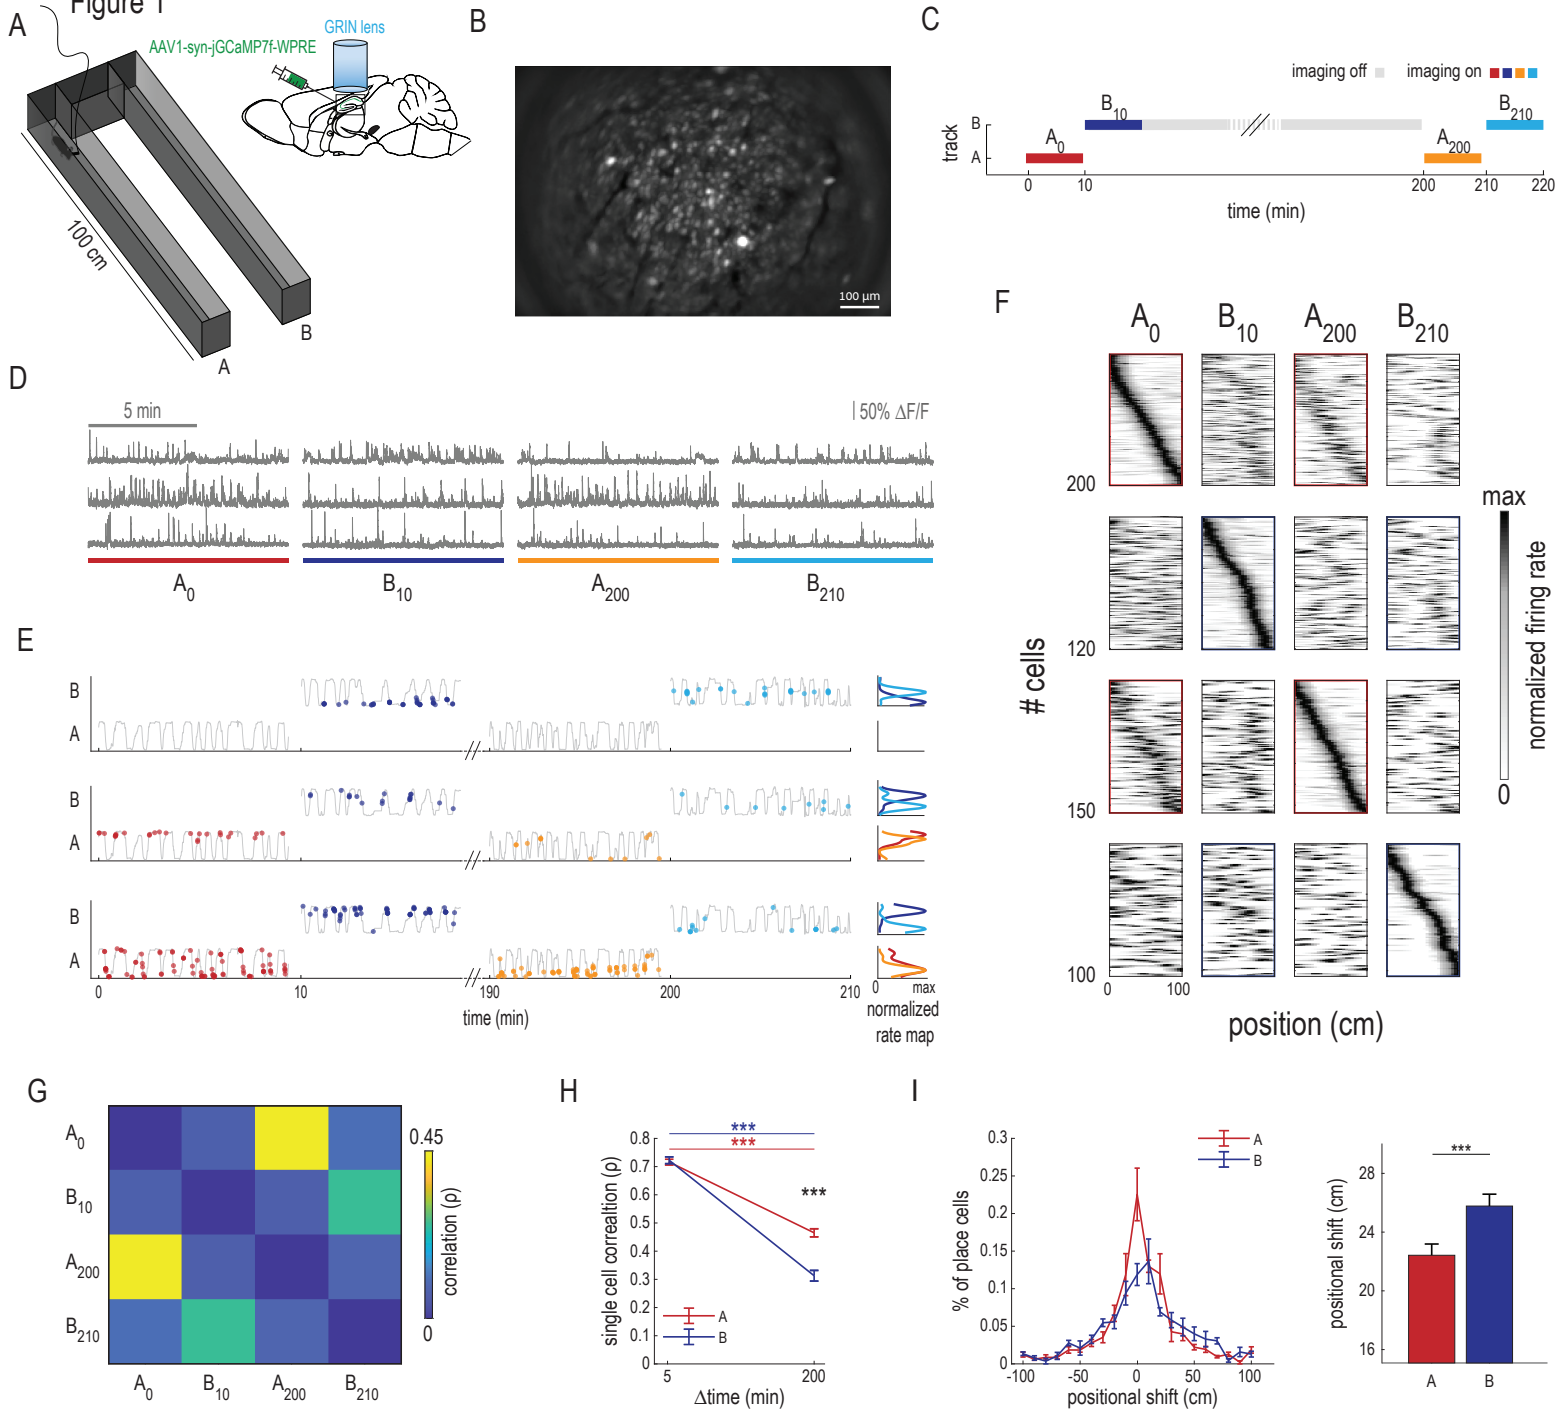 Figure 1
A
GRIN lens
AAV1-syn-jGCaMP7f-WPRE
100 cm
A
B
B
100 µm
C
imaging off
imaging on
B
A
track
A0
B10
A200
B210
0
10
200
210
220
time (min)
D
5 min
50% ΔF/F
A0
B10
A200
B210
E
B
A
B
A
B
A
0
10
190
200
210
time (min)
0
max
normalized
rate map
F
A0
B10
A200
B210
200
120
150
100
# cells
0
100
position (cm)
max
0
normalized firing rate
G
A0
B10
A200
B210
A0
B10
A200
B210
0.45
0
correlation (ρ)
H
***
***
***
0.8
0.7
0.6
0.5
0.4
0.3
0.2
0.1
0
single cell correaltion (ρ)
A
B
5
200
Δtime (min)
I
A
B
0.3
0.25
0.2
0.15
0.1
0.05
0
% of place cells
-100
-50
0
50
100
positional shift (cm)
***
28
24
20
16
positional shift (cm)
A
B